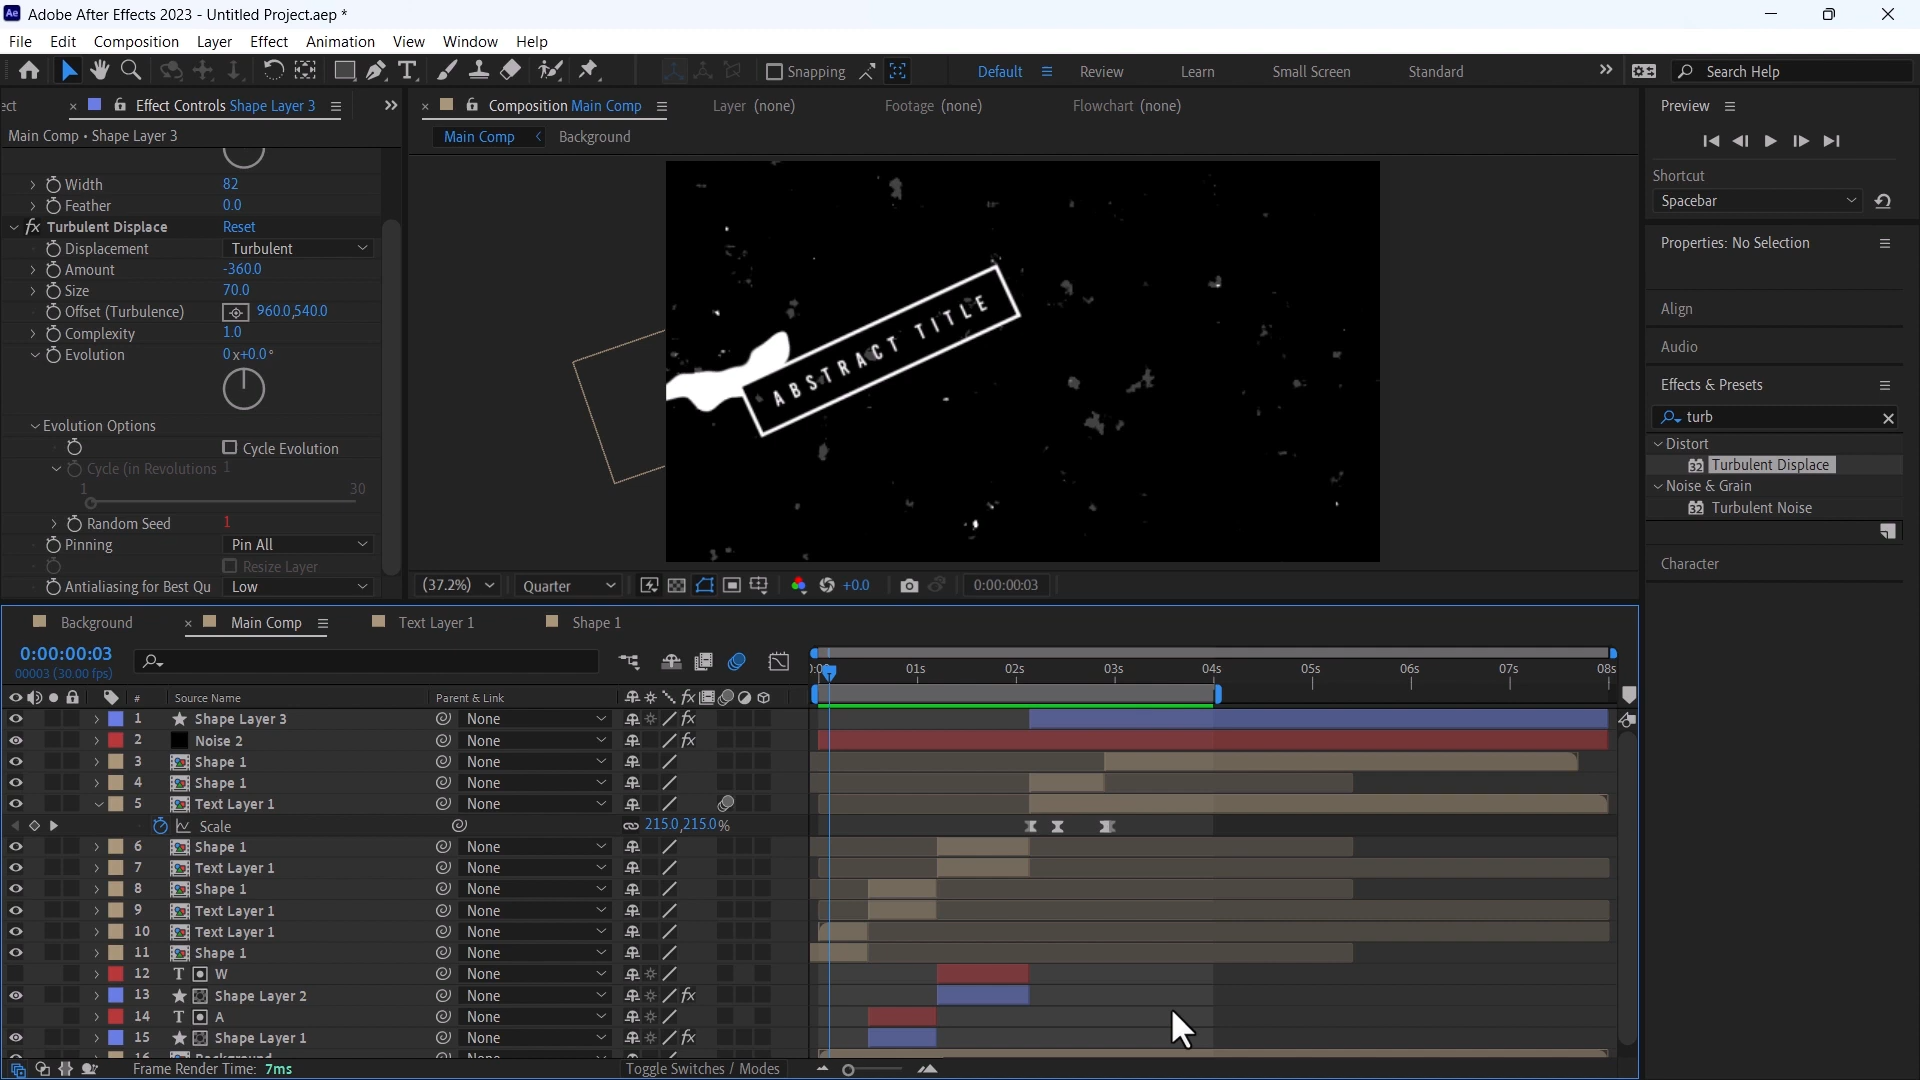 Adobe After Effects 2023 - Untitled Project.aep *
File Edit Composition Layer Effect Animation View Window Help
Snapping
Default Review Learn Small Screen Standard
Search Help
ect Effect Controls Shape Layer 3
Main Comp • Shape Layer 3
Width 82
Feather 0.0
fx Turbulent Displace Reset
Displacement Turbulent
Amount -360.0
Size 70.0
Offset (Turbulence) 960.0,540.0
Complexity 1.0
Evolution 0x+0.0°
Evolution Options
Cycle Evolution
Cycle (in Revolutions 1
1 30
Random Seed 1
Pinning Pin All
Resize Layer
Antialiasing for Best Qu Low
Composition Main Comp Layer (none) Footage (none) Flowchart (none)
Main Comp Background
ABSTRACT TITLE
(37.2%) Quarter +0.0 0:00:00:03
Preview
Shortcut
Spacebar
Properties: No Selection
Align
Audio
Effects & Presets
turb
Distort
32 Turbulent Displace
Noise & Grain
32 Turbulent Noise
Character
Background Main Comp Text Layer 1 Shape 1
0:00:00:03
00003 (30.00 fps)
01s 02s 03s 04s 05s 06s 07s 08s
# Source Name Parent & Link
1 Shape Layer 3 None
2 Noise 2 None
3 Shape 1 None
4 Shape 1 None
5 Text Layer 1 None
Scale 215.0,215.0%
6 Shape 1 None
7 Text Layer 1 None
8 Shape 1 None
9 Text Layer 1 None
10 Text Layer 1 None
11 Shape 1 None
12 T W None
13 Shape Layer 2 None
14 T A None
15 Shape Layer 1 None
16 Background None
Frame Render Time: 7ms Toggle Switches / Modes